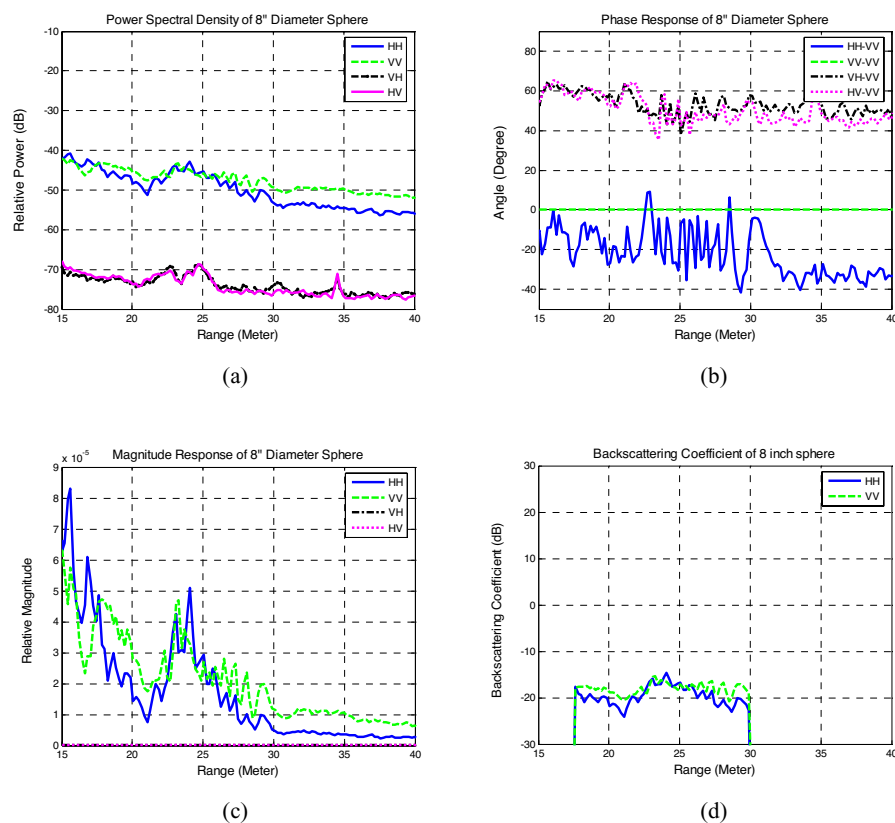 Power Spectral Density of 8" Diameter Sphere
-10
-20
-30
-40
-50
-60
-70
-80
Relative Power (dB)
HH
VV
VH
HV
15 20 25 30 35 40
Range (Meter)
(a)
Phase Response of 8" Diameter Sphere
80
60
40
20
0
-20
-40
Angle (Degree)
HH-VV
VV-VV
VH-VV
HV-VV
15 20 25 30 35 40
Range (Meter)
(b)
Magnitude Response of 8" Diameter Sphere
x 10-5
9
8
7
6
5
4
3
2
1
0
Relative Magnitude
HH
VV
VH
HV
15 20 25 30 35 40
Range (Meter)
(c)
Backscattering Coefficient of 8 inch sphere
30
20
10
0
-10
-20
-30
Backscattering Coefficient (dB)
HH
VV
15 20 25 30 35 40
Range (Meter)
(d)